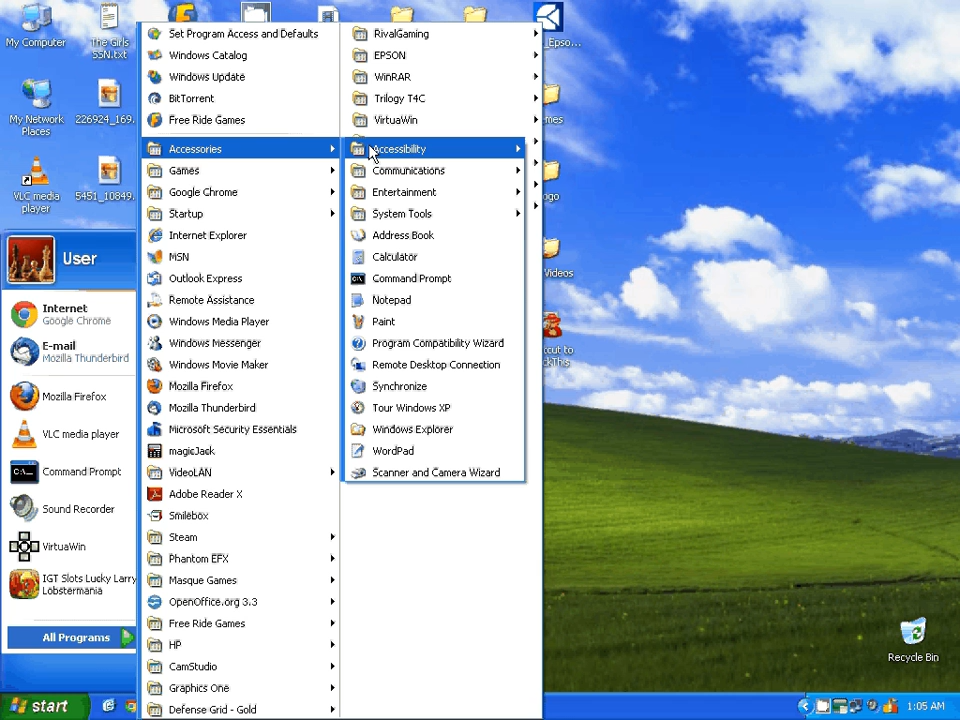 My Computer
The Girls
SSN.txt
_Epso...
My Network
Places
226924_169.
VLC media
player
5451_10849.
User
Internet
Google Chrome
E-mail
Mozilla Thunderbird
Mozilla Firefox
VLC media player
Command Prompt
Sound Recorder
VirtuaWin
IGT Slots Lucky Larry
Lobstermania
All Programs
start
Set Program Access and Defaults
Windows Catalog
Windows Update
BitTorrent
Free Ride Games
Accessories
Games
Google Chrome
Startup
Internet Explorer
MSN
Outlook Express
Remote Assistance
Windows Media Player
Windows Messenger
Windows Movie Maker
Mozilla Firefox
Mozilla Thunderbird
Microsoft Security Essentials
magicJack
VideoLAN
Adobe Reader X
Smilebox
Steam
Phantom EFX
Masque Games
OpenOffice.org 3.3
Free Ride Games
HP
CamStudio
Graphics One
Defense Grid - Gold
RivalGaming
EPSON
WinRAR
Trilogy T4C
VirtuaWin
Accessibility
Communications
Entertainment
System Tools
Address Book
Calculator
Command Prompt
Notepad
Paint
Program Compatibility Wizard
Remote Desktop Connection
Synchronize
Tour Windows XP
Windows Explorer
WordPad
Scanner and Camera Wizard
Videos
Recycle Bin
1:05 AM